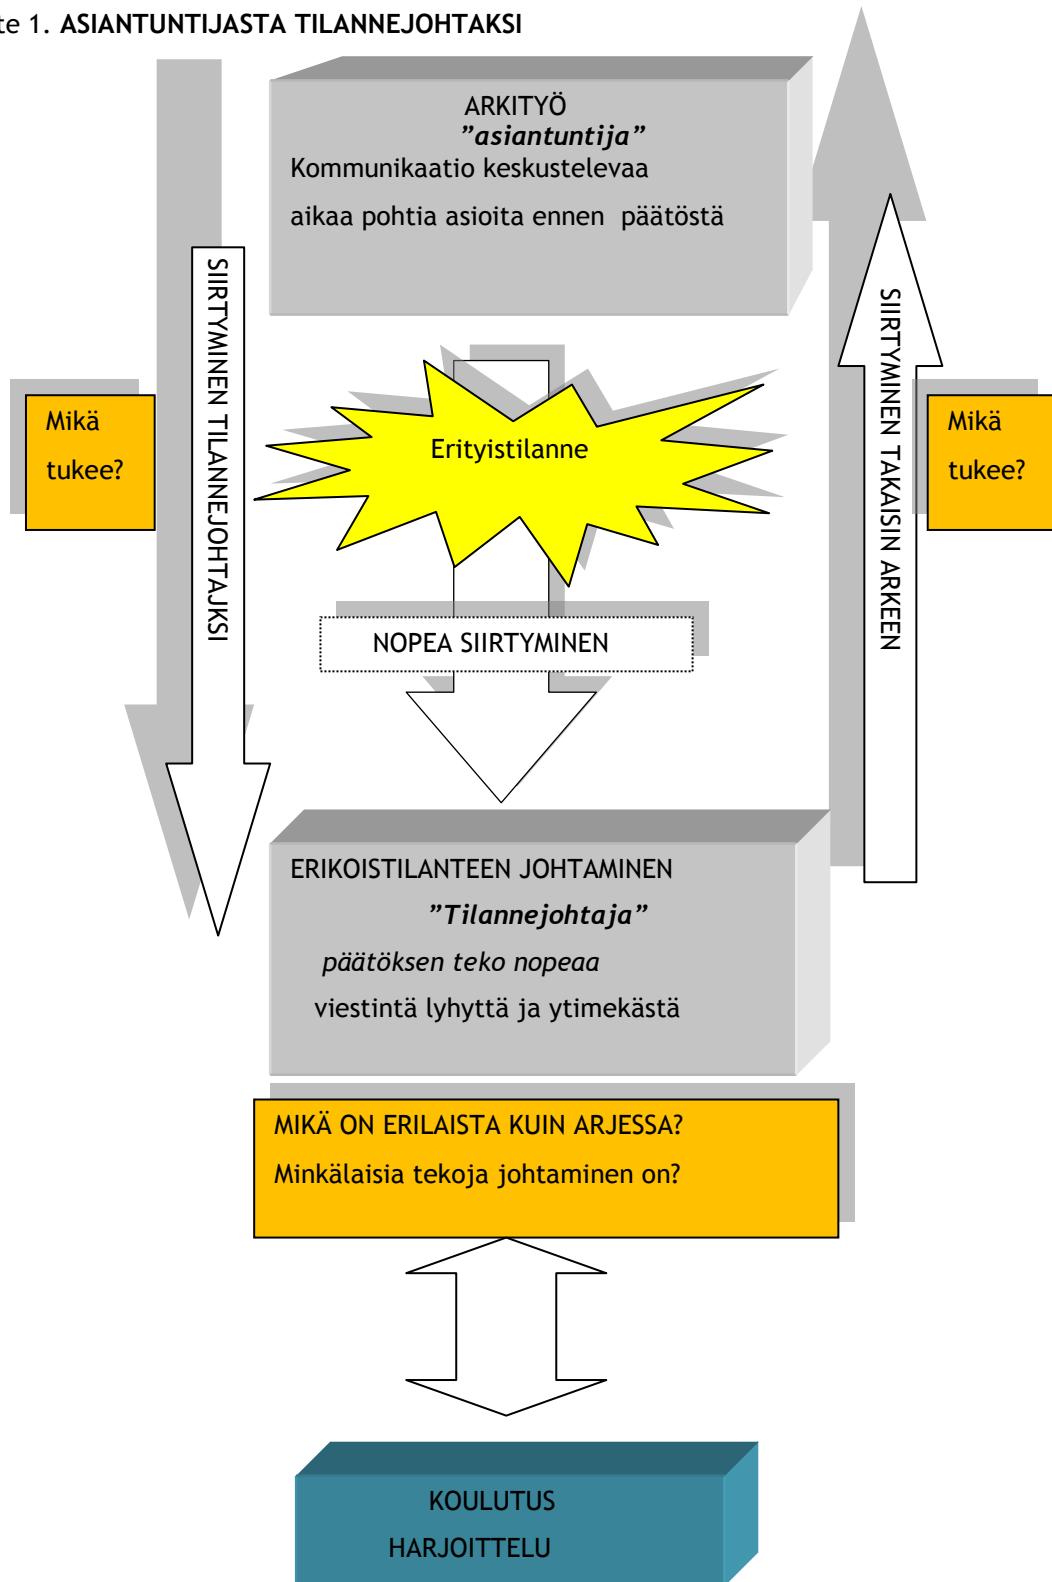 te 1. ASIANTUNTIJASTA TILANNEJOHTAKSI
ARKITYÖ
”asiantuntija”
Kommunikaatio keskustelevaa
aikaa pohtia asioita ennen päätöstä
SIIRTYMINEN TILANNEJOHTAJKSI
SIIRTYMINEN TAKAISIN ARKEEN
Mikä
tukee?
Erityistilanne
Mikä
tukee?
NOPEA SIIRTYMINEN
ERIKOISTILANTEEN JOHTAMINEN
”Tilannejohtaja”
päätöksen teko nopeaa
viestintä lyhyttä ja ytimekästä
MIKÄ ON ERILAISTA KUIN ARJESSA?
Minkälaisia tekoja johtaminen on?
KOULUTUS
HARJOITTELU